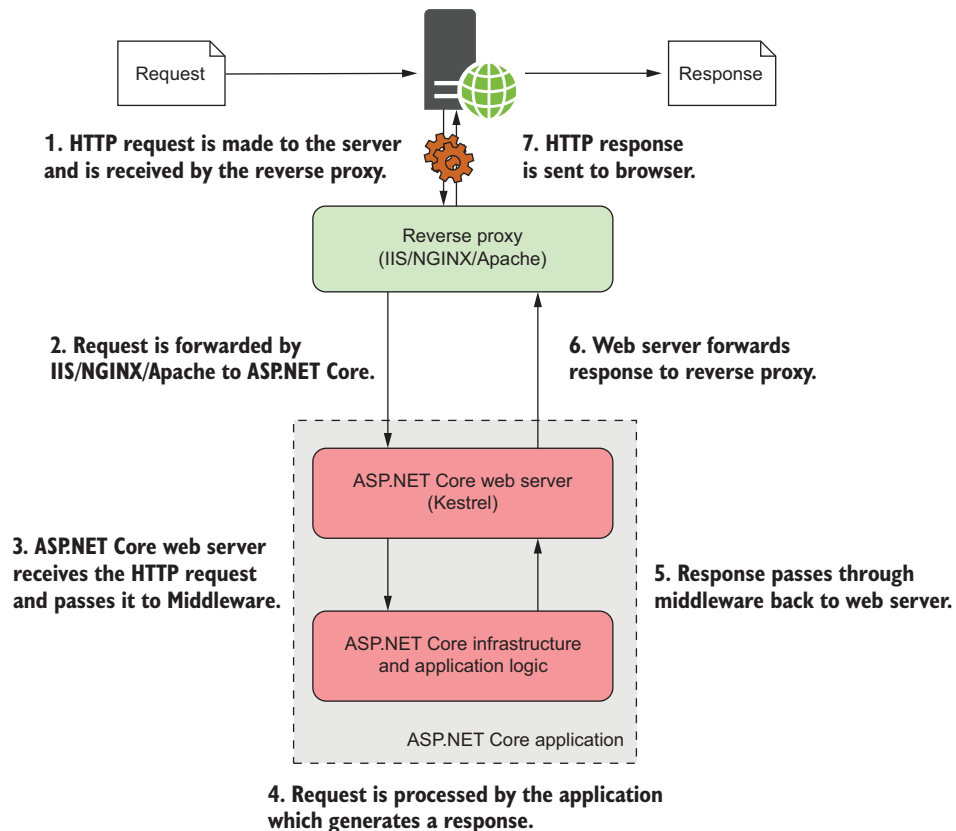 Request
Response
1. HTTP request is made to the server
and is received by the reverse proxy.
7. HTTP response
is sent to browser.
Reverse proxy
(IIS/NGINX/Apache)
2. Request is forwarded by
IIS/NGINX/Apache to ASP.NET Core.
6. Web server forwards
response to reverse proxy.
ASP.NET Core web server
(Kestrel)
3. ASP.NET Core web server
receives the HTTP request
and passes it to Middleware.
5. Response passes through
middleware back to web server.
ASP.NET Core infrastructure
and application logic
ASP.NET Core application
4. Request is processed by the application
which generates a response.